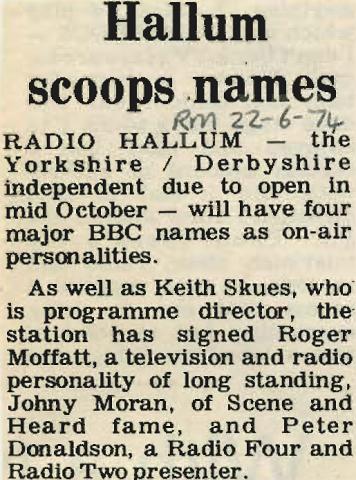 Hallum
scoops names
RM 22-6-74
RADIO HALLUM — the
Yorkshire / Derbyshire
independent due to open in
mid October — will have four
major BBC names as on-air
personalities.
As well as Keith Skues, who
is programme director, the
station has signed Roger
Moffatt, a television and radio
personality of long standing,
Johny Moran, of Scene and
Heard fame, and Peter
Donaldson, a Radio Four and
Radio Two presenter.